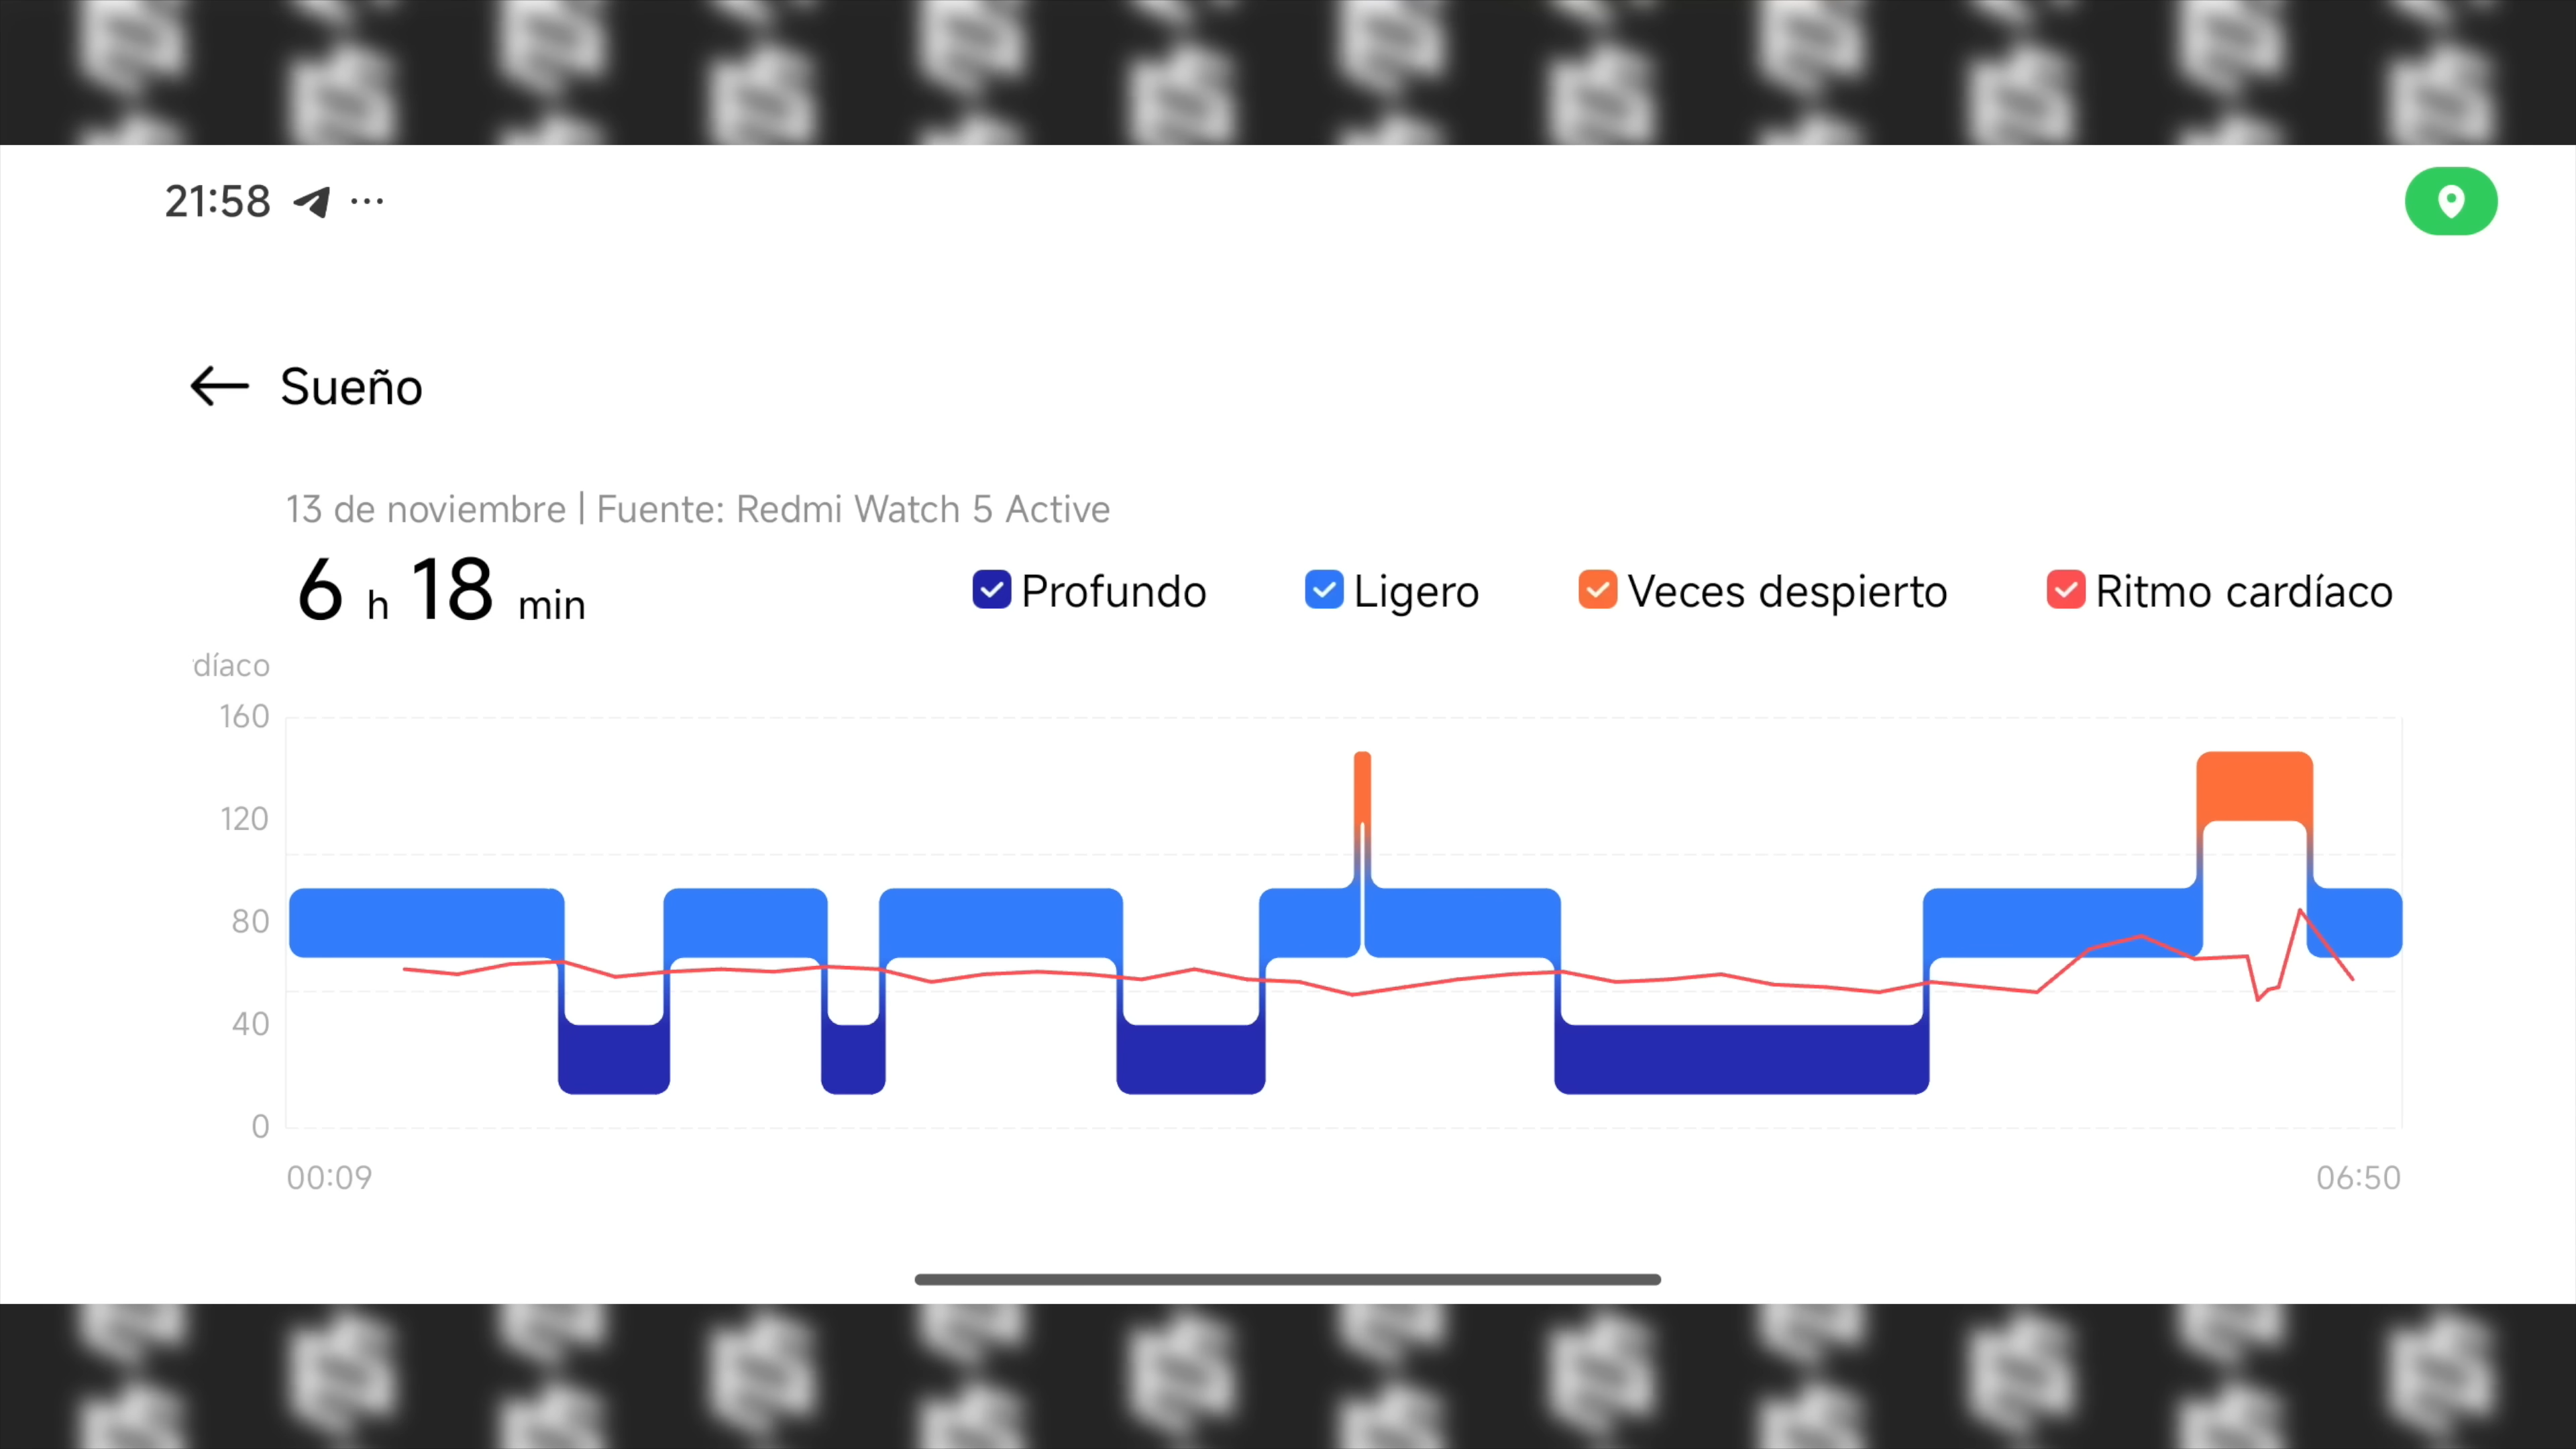 21:58 ...
Sueño
13 de noviembre | Fuente: Redmi Watch 5 Active
6 h 18 min
Profundo Ligero Veces despierto Ritmo cardíaco
díaco
160
120
80
40
0
00:09 06:50